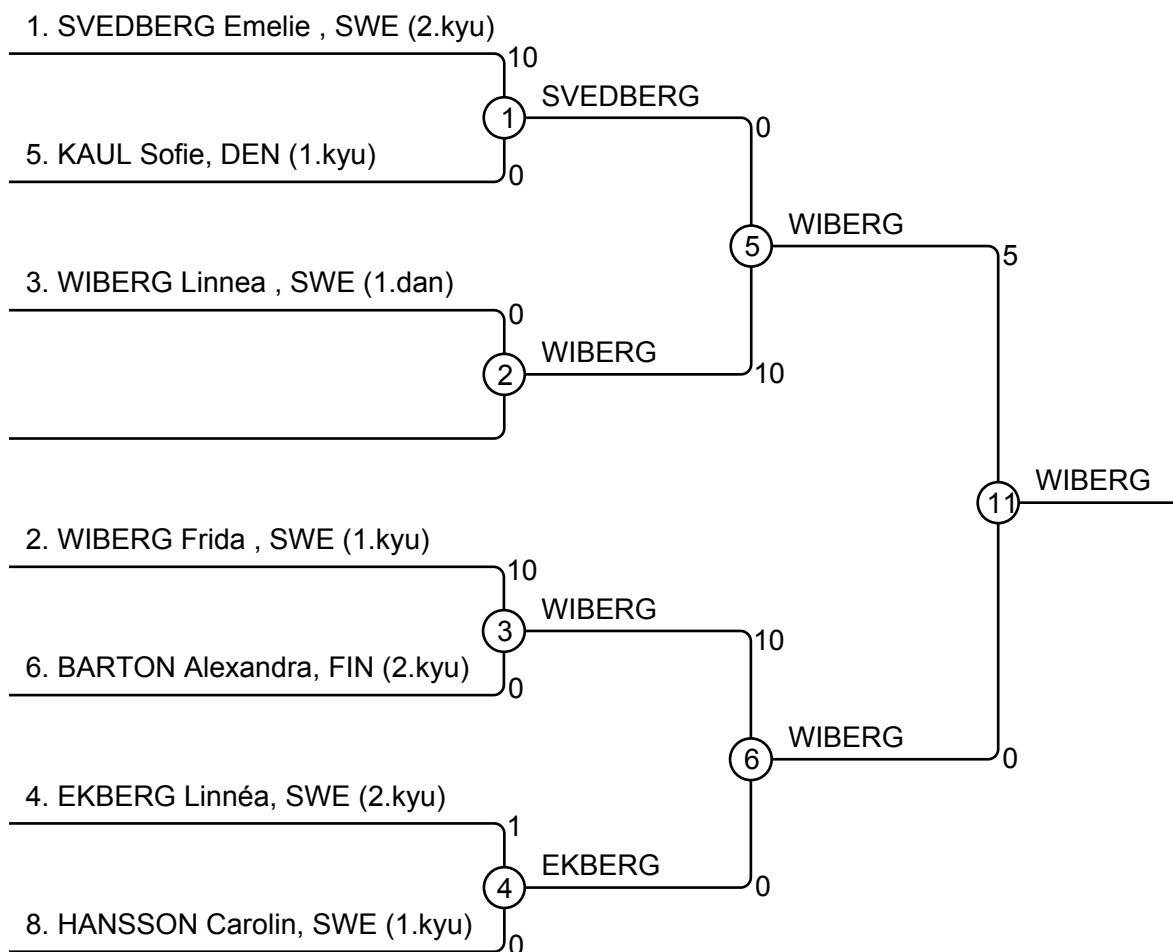 1. SVEDBERG Emelie , SWE (2.kyu)
10
1
SVEDBERG
0
5. KAUL Sofie, DEN (1.kyu)
0
5
WIBERG
5
3. WIBERG Linnea , SWE (1.dan)
0
2
WIBERG
10
11
WIBERG
2. WIBERG Frida , SWE (1.kyu)
10
3
WIBERG
10
6. BARTON Alexandra, FIN (2.kyu)
0
6
WIBERG
0
4. EKBERG Linnéa, SWE (2.kyu)
1
4
EKBERG
0
8. HANSSON Carolin, SWE (1.kyu)
0